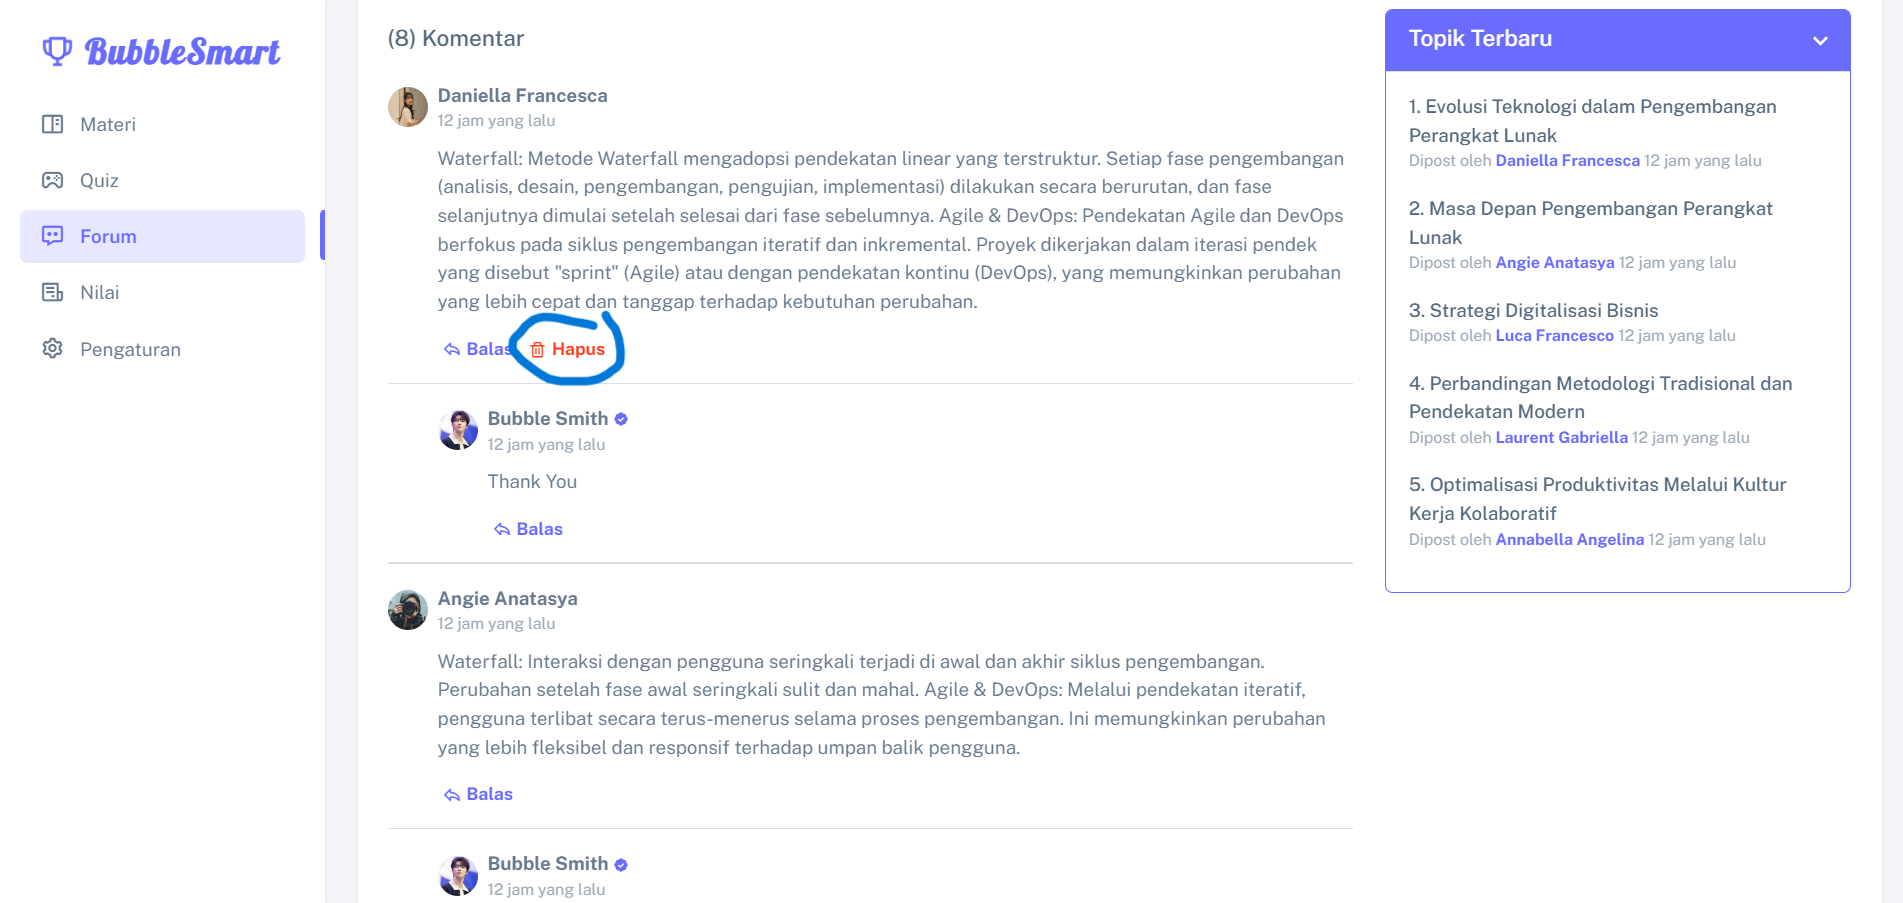 BubbleSmart
Materi
Quiz
Forum
Nilai
Pengaturan
(8) Komentar
Daniella Francesca
12 jam yang lalu
Waterfall: Metode Waterfall mengadopsi pendekatan linear yang terstruktur. Setiap fase pengembangan
(analisis, desain, pengembangan, pengujian, implementasi) dilakukan secara berurutan, dan fase
selanjutnya dimulai setelah selesai dari fase sebelumnya. Agile & DevOps: Pendekatan Agile dan DevOps
berfokus pada siklus pengembangan iteratif dan inkremental. Proyek dikerjakan dalam iterasi pendek
yang disebut "sprint" (Agile) atau dengan pendekatan kontinu (DevOps), yang memungkinkan perubahan
yang lebih cepat dan tanggap terhadap kebutuhan perubahan.
Balas Hapus
Bubble Smith
12 jam yang lalu
Thank You
Balas
Angie Anatasya
12 jam yang lalu
Waterfall: Interaksi dengan pengguna seringkali terjadi di awal dan akhir siklus pengembangan.
Perubahan setelah fase awal seringkali sulit dan mahal. Agile & DevOps: Melalui pendekatan iteratif,
pengguna terlibat secara terus-menerus selama proses pengembangan. Ini memungkinkan perubahan
yang lebih fleksibel dan responsif terhadap umpan balik pengguna.
Balas
Bubble Smith
12 jam yang lalu
Topik Terbaru
1. Evolusi Teknologi dalam Pengembangan
Perangkat Lunak
Dipost oleh Daniella Francesca 12 jam yang lalu
2. Masa Depan Pengembangan Perangkat
Lunak
Dipost oleh Angie Anatasya 12 jam yang lalu
3. Strategi Digitalisasi Bisnis
Dipost oleh Luca Francesco 12 jam yang lalu
4. Perbandingan Metodologi Tradisional dan
Pendekatan Modern
Dipost oleh Laurent Gabriella 12 jam yang lalu
5. Optimalisasi Produktivitas Melalui Kultur
Kerja Kolaboratif
Dipost oleh Annabella Angelina 12 jam yang lalu